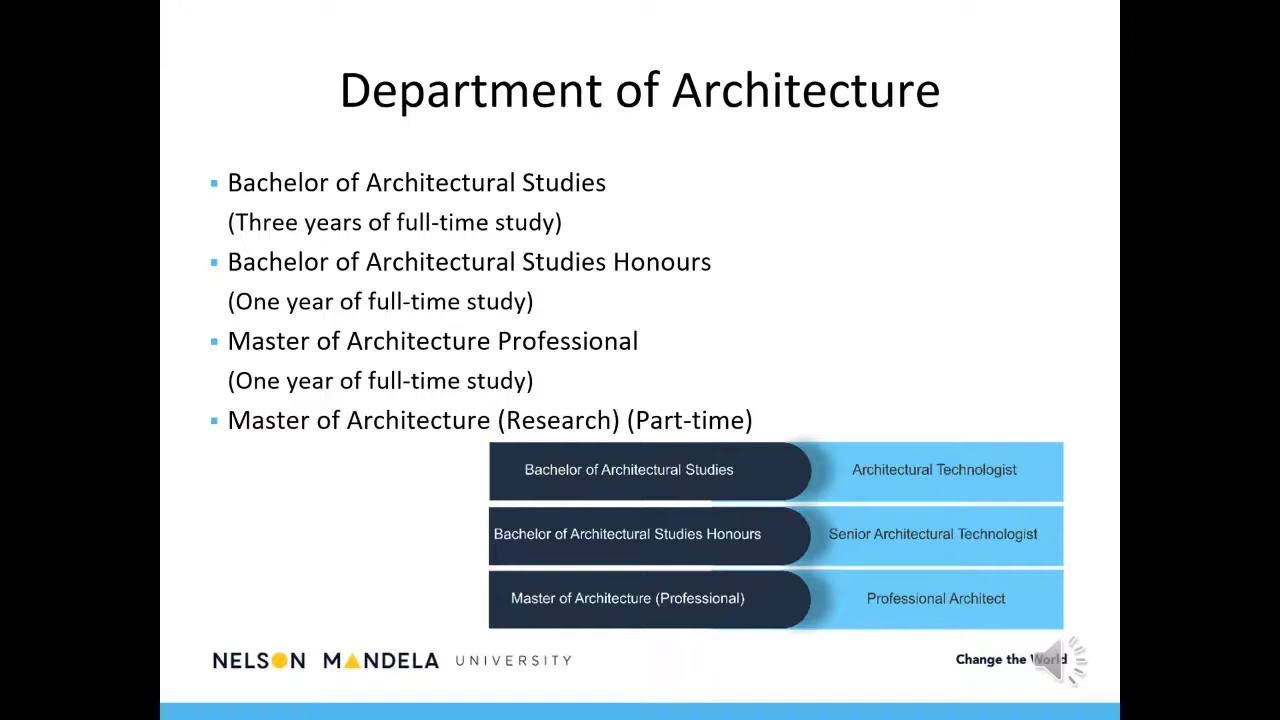 Department of Architecture
Bachelor of Architectural Studies
(Three years of full-time study)
Bachelor of Architectural Studies Honours
(One year of full-time study)
Master of Architecture Professional
(One year of full-time study)
Master of Architecture (Research) (Part-time)
Bachelor of Architectural Studies Architectural Technologist
Bachelor of Architectural Studies Honours Senior Architectural Technologist
Master of Architecture (Professional) Professional Architect
NELSON MANDELA UNIVERSITY Change the World